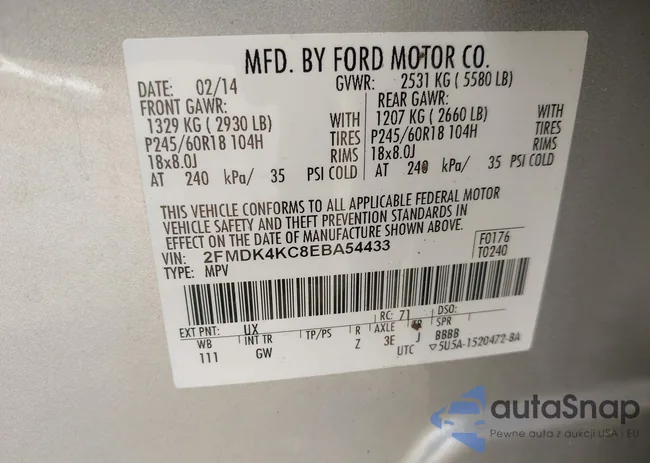 MFD. BY FORD MOTOR CO.
DATE: 02/14 GVWR: 2531 KG ( 5580 LB)
FRONT GAWR: REAR GAWR:
1329 KG ( 2930 LB) WITH 1207 KG ( 2660 LB) WITH
P245/60R18 104H TIRES P245/60R18 104H TIRES
18x8.0J RIMS 18x8.0J RIMS
AT 240 kPa/ 35 PSI COLD AT 240 kPa/ 35 PSI COLD
THIS VEHICLE CONFORMS TO ALL APPLICABLE FEDERAL MOTOR
VEHICLE SAFETY AND THEFT PREVENTION STANDARDS IN
EFFECT ON THE DATE OF MANUFACTURE SHOWN ABOVE.
VIN: 2FMDK4KC8EBA54433 F0176
TYPE: MPV T0240
EXT PNT: UX RC: 71 DSO:
WB INT TR TP/PS R AXLE TR SPR
111 GW Z 3E J BBBB
UTC ▽5U5A-1520472-BA
autoSnap
Pewne auta z aukcji USA i EU